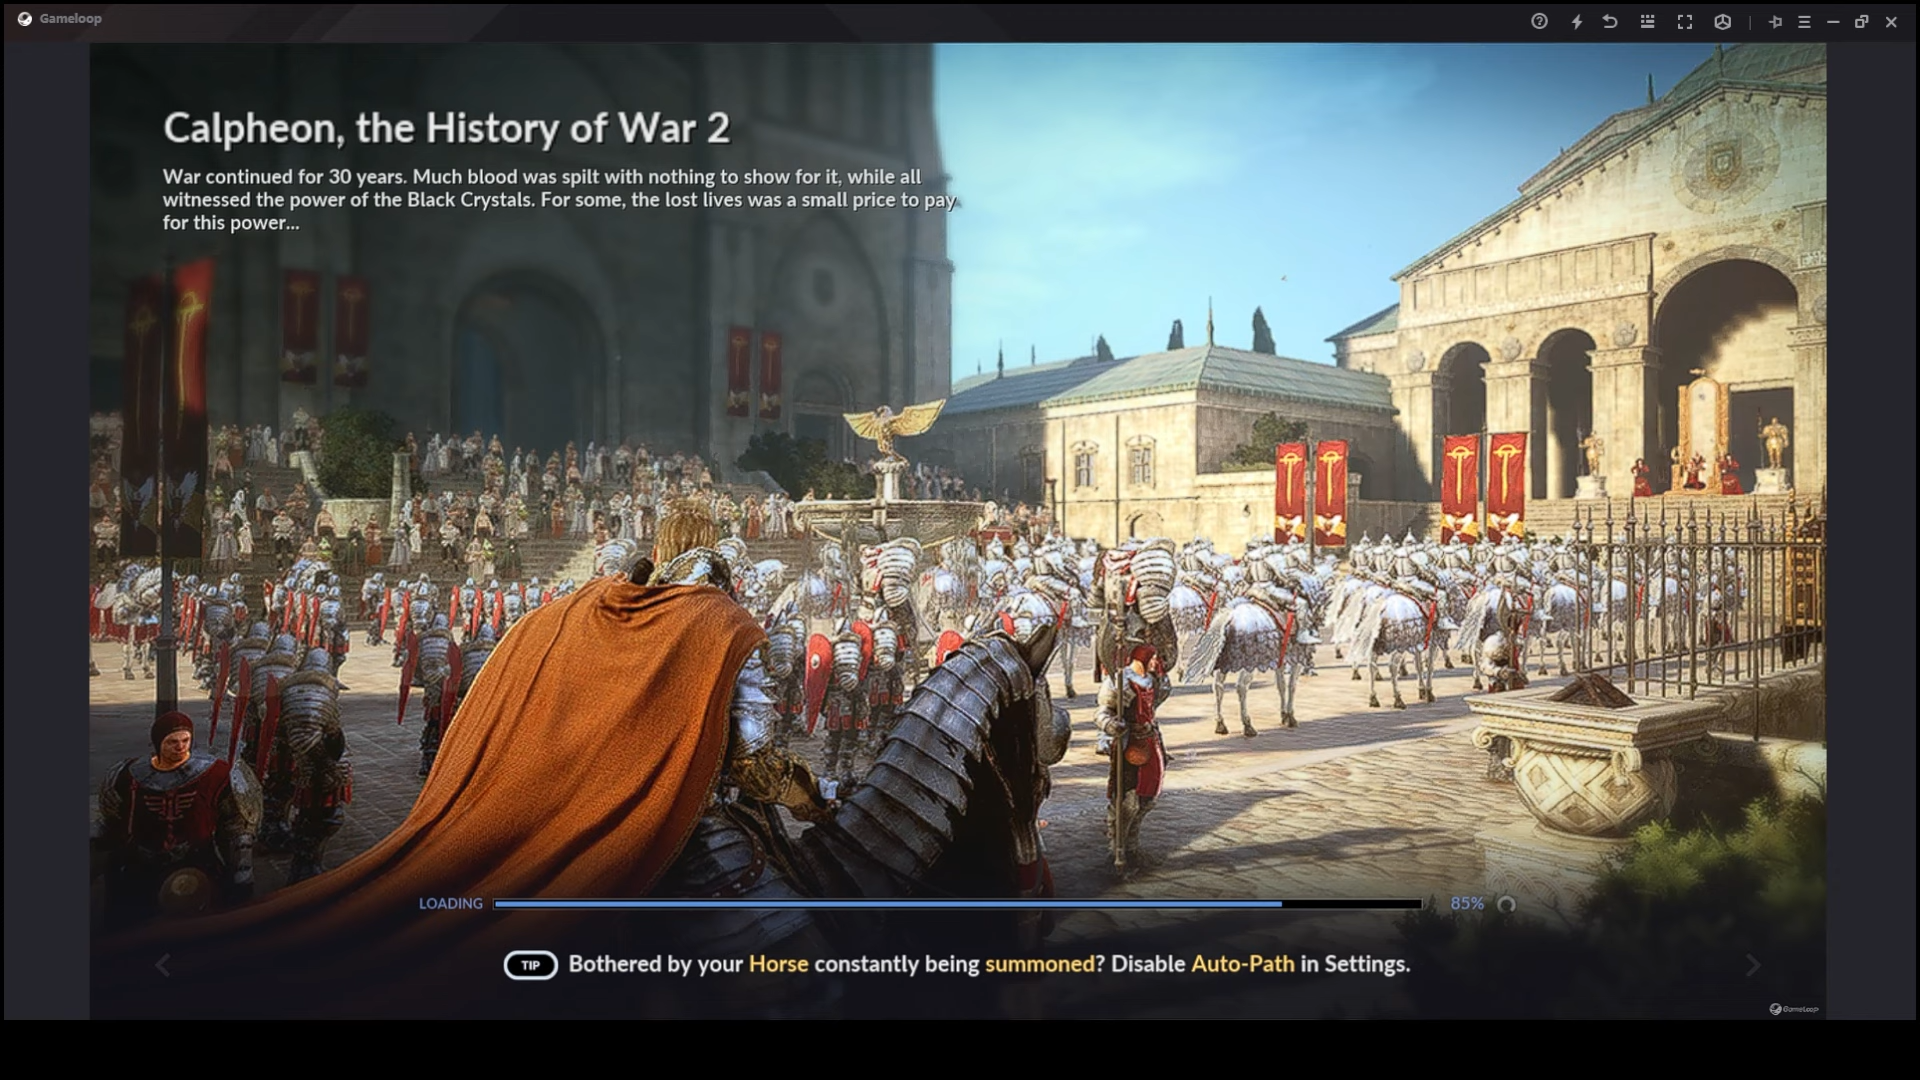 Gameloop
Calpheon, the History of War 2
War continued for 30 years. Much blood was spilt with nothing to show for it, while all
witnessed the power of the Black Crystals. For some, the lost lives was a small price to pay
for this power...
LOADING 85%
TIP Bothered by your Horse constantly being summoned? Disable Auto-Path in Settings.
GameLoop